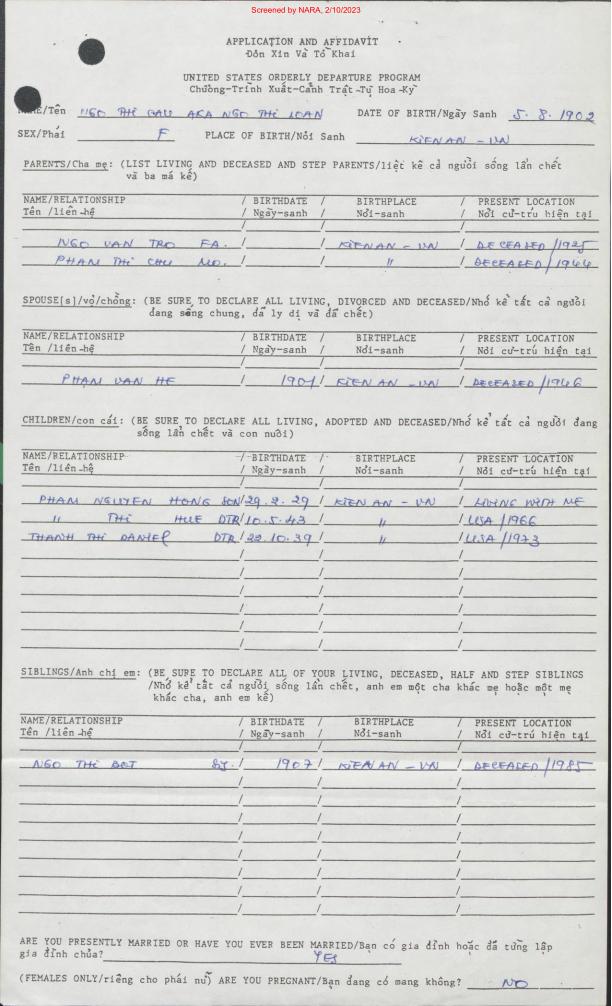 Screened by NARA, 2/10/2023
APPLICATION AND AFFIDAVIT
Đơn Xin Và Tờ Khai
UNITED STATES ORDERLY DEPARTURE PROGRAM
Chương-Trình Xuất-Cảnh Trật-Tự Hoa-Kỳ
/Tên NGO THI GAU AKA NGO THI LOAN DATE OF BIRTH/Ngày Sanh 5.8.1902
SEX/Phái F PLACE OF BIRTH/Nơi Sanh KIENAN - VN
PARENTS/Cha mẹ: (LIST LIVING AND DECEASED AND STEP PARENTS/liệt kê cả người sống lẫn chết
và ba má kế)
NAME/RELATIONSHIP / BIRTHDATE / BIRTHPLACE / PRESENT LOCATION
Tên /liên-hệ / Ngày-sanh / Nơi-sanh / Nơi cư-trú hiện tại
NGO VAN TRO FA. / / KIENAN - VN / DECEASED/1925
PHAM THI CHU MO. / / " / DECEASED/1944
SPOUSE[s]/vợ/chồng: (BE SURE TO DECLARE ALL LIVING, DIVORCED AND DECEASED/Nhớ kê tất cả người
đang sống chung, đã ly dị và đã chết)
NAME/RELATIONSHIP / BIRTHDATE / BIRTHPLACE / PRESENT LOCATION
Tên /liên-hệ / Ngày-sanh / Nơi-sanh / Nơi cư-trú hiện tại
PHAM VAN HE / 1901 / KIEN AN - VN / DECEASED/1946
CHILDREN/con cái: (BE SURE TO DECLARE ALL LIVING, ADOPTED AND DECEASED/Nhớ kê tất cả người đang
sống lẫn chết và con nuôi)
NAME/RELATIONSHIP / BIRTHDATE / BIRTHPLACE / PRESENT LOCATION
Tên /liên-hệ / Ngày-sanh / Nơi-sanh / Nơi cư-trú hiện tại
PHAM NGUYEN HONG SON/29.2.29 / KIEN AN - VN / LIVING WITH ME
" THI HUE DTR/10.5.43 / " / USA/1966
THANH THI DANIEL DTR/22.10.39 / " / USA/1973
SIBLINGS/Anh chị em: (BE SURE TO DECLARE ALL OF YOUR LIVING, DECEASED, HALF AND STEP SIBLINGS
/Nhớ kê tất cả người sống lẫn chết, anh em một cha khác mẹ hoặc một mẹ
khác cha, anh em kế)
NAME/RELATIONSHIP / BIRTHDATE / BIRTHPLACE / PRESENT LOCATION
Tên /liên-hệ / Ngày-sanh / Nơi-sanh / Nơi cư-trú hiện tại
NGO THI BOT / 1907 / KIEN AN - VN / DECEASED/1985
ARE YOU PRESENTLY MARRIED OR HAVE YOU EVER BEEN MARRIED/Bạn có gia đình hoặc đã từng lập
gia đình chưa? YES
(FEMALES ONLY/riêng cho phái nữ) ARE YOU PREGNANT/Bạn đang có mang không? NO